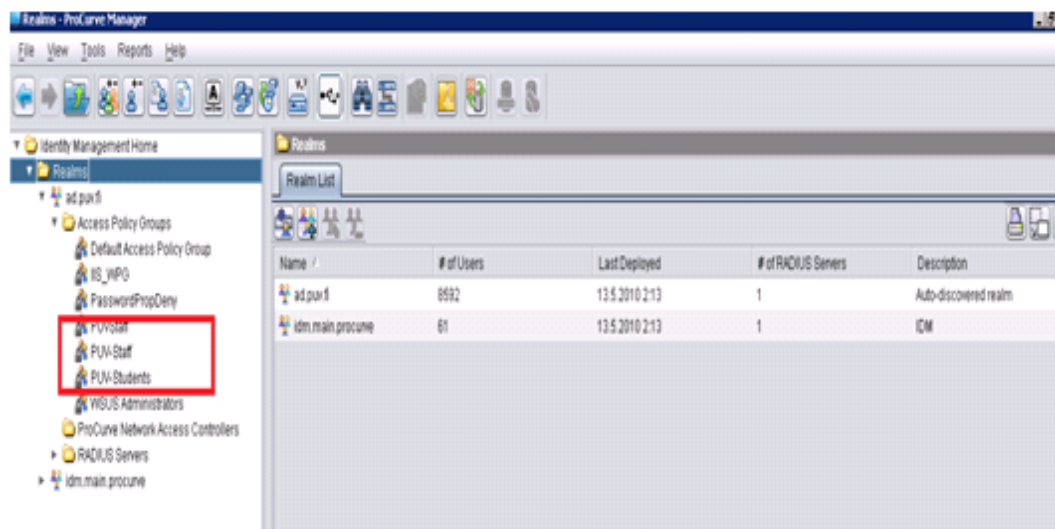 Realms - ProCurve Manager
File View Tools Reports Help
Identity Management Home
Realms
ad.puv.fi
Access Policy Groups
Default Access Policy Group
IIS_WPG
PasswordPropDeny
PUVStaff
PUV-Staff
PUV-Students
WSUS Administrators
ProCurve Network Access Controllers
RADIUS Servers
idm.main.procurve
Realms
Realm List
Name # of Users Last Deployed # of RADIUS Servers Description
ad.puv.fi 8592 13.5.2010 2:13 1 Auto-discovered realm
idm.main.procurve 61 13.5.2010 2:13 1 IDM